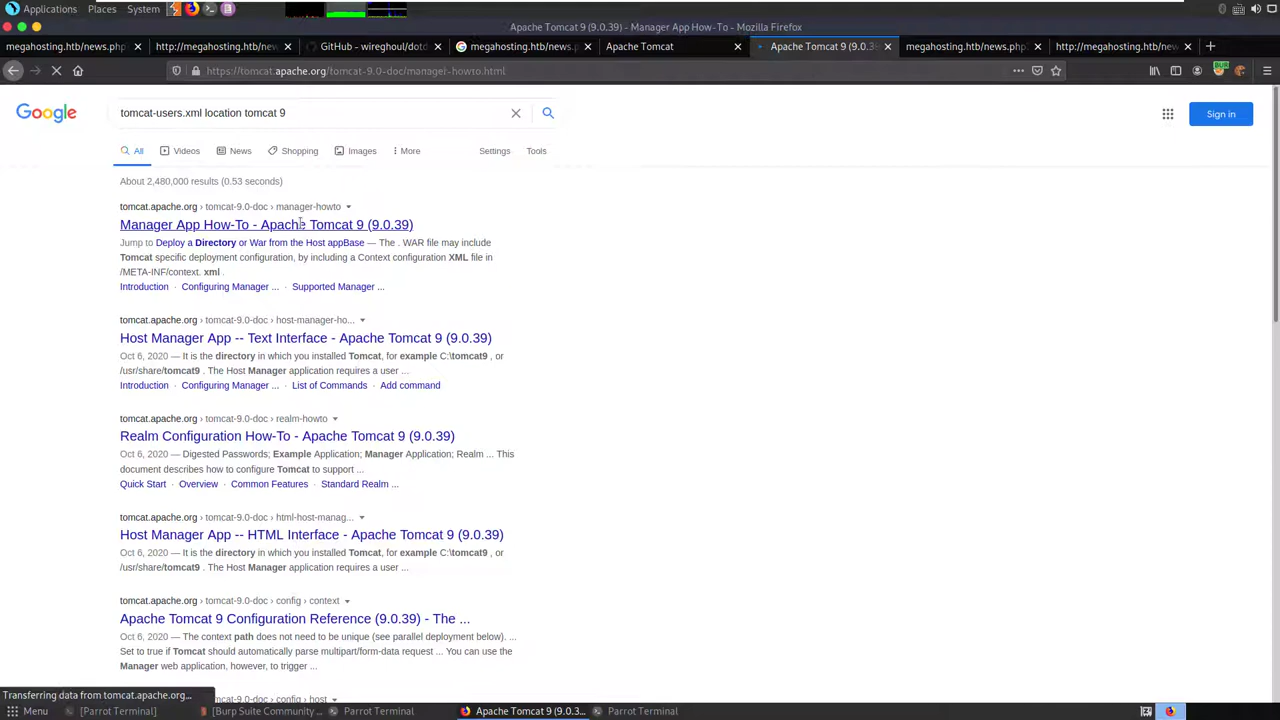 Applications Places System
Apache Tomcat 9 (9.0.39) - Manager App How-To - Mozilla Firefox
megahosting.htb/news.php
http://megahosting.htb/new
GitHub - wireghoul/dot
megahosting.htb/news.p
Apache Tomcat
Apache Tomcat 9 (9.0.3
megahosting.htb/news.php
http://megahosting.htb/new
https://tomcat.apache.org/tomcat-9.0-doc/manager-howto.html
Google
tomcat-users.xml location tomcat 9
Sign in
All Videos News Shopping Images More Settings Tools
About 2,480,000 results (0.53 seconds)
tomcat.apache.org › tomcat-9.0-doc › manager-howto
Manager App How-To - Apache Tomcat 9 (9.0.39)
Jump to Deploy a Directory or War from the Host appBase — The . WAR file may include
Tomcat specific deployment configuration, by including a Context configuration XML file in
/META-INF/context. xml .
Introduction · Configuring Manager ... · Supported Manager ...
tomcat.apache.org › tomcat-9.0-doc › host-manager-ho...
Host Manager App -- Text Interface - Apache Tomcat 9 (9.0.39)
Oct 6, 2020 — It is the directory in which you installed Tomcat, for example C:\tomcat9 , or
/usr/share/tomcat9 . The Host Manager application requires a user ...
Introduction · Configuring Manager ... · List of Commands · Add command
tomcat.apache.org › tomcat-9.0-doc › realm-howto
Realm Configuration How-To - Apache Tomcat 9 (9.0.39)
Oct 6, 2020 — Digested Passwords; Example Application; Manager Application; Realm ... This
document describes how to configure Tomcat to support ...
Quick Start · Overview · Common Features · Standard Realm ...
tomcat.apache.org › tomcat-9.0-doc › html-host-manag...
Host Manager App -- HTML Interface - Apache Tomcat 9 (9.0.39)
Oct 6, 2020 — It is the directory in which you installed Tomcat, for example C:\tomcat9 , or
/usr/share/tomcat9 . The Host Manager application requires a user ...
tomcat.apache.org › tomcat-9.0-doc › config › context
Apache Tomcat 9 Configuration Reference (9.0.39) - The ...
Oct 6, 2020 — The context path does not need to be unique (see parallel deployment below). ...
Set to true if Tomcat should automatically parse multipart/form-data request ... You can use the
Manager web application, however, to trigger ...
tomcat.apache.org › tomcat-9.0-doc › config › host
Transferring data from tomcat.apache.org...
Menu [Parrot Terminal] [Burp Suite Community ... Parrot Terminal Apache Tomcat 9 (9.0.3... Parrot Terminal